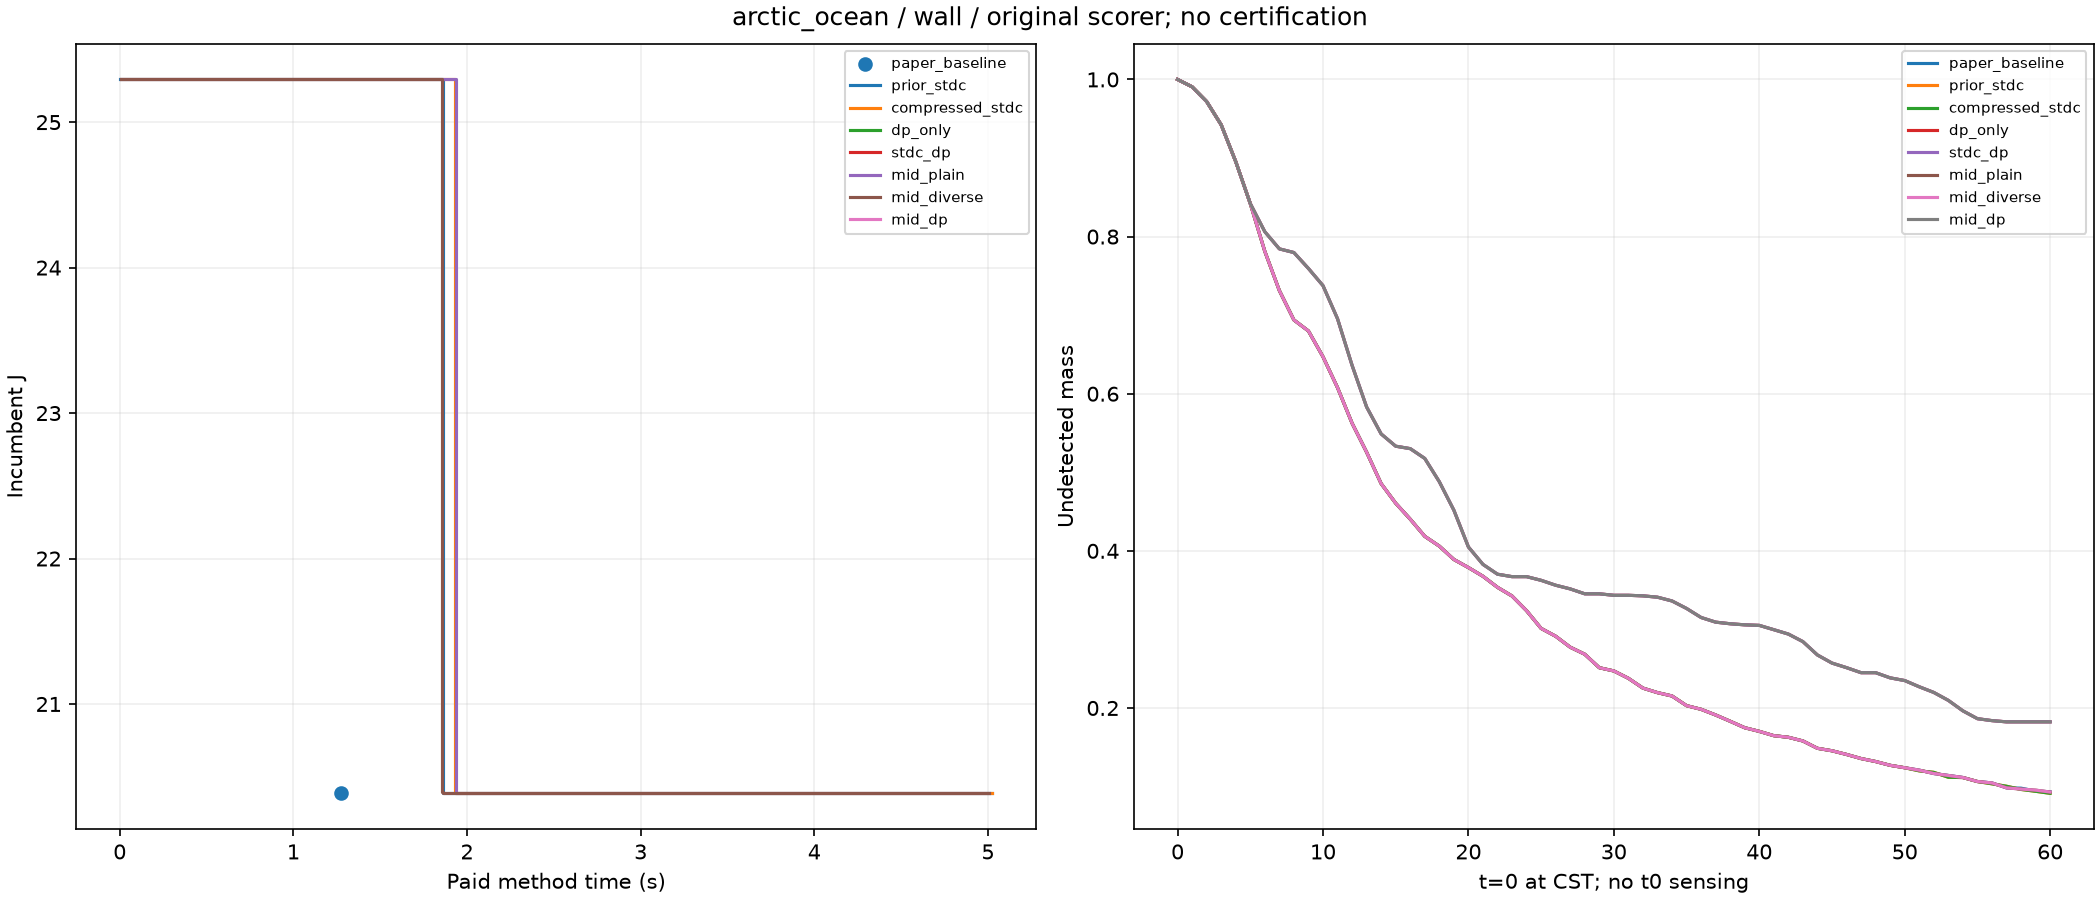 arctic_ocean / wall / original scorer; no certification
Incumbent J
25
24
23
22
21
0
1
2
3
4
5
Paid method time (s)
paper_baseline
prior_stdc
compressed_stdc
dp_only
stdc_dp
mid_plain
mid_diverse
mid_dp
Undetected mass
1.0
0.8
0.6
0.4
0.2
0
10
20
30
40
50
60
t=0 at CST; no t0 sensing
paper_baseline
prior_stdc
compressed_stdc
dp_only
stdc_dp
mid_plain
mid_diverse
mid_dp